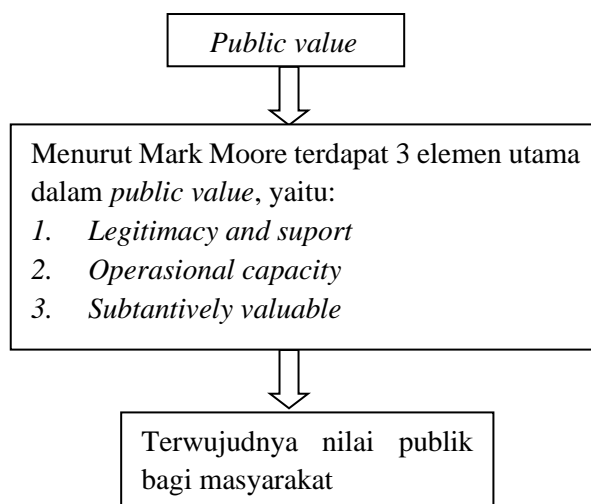 Public value
Menurut Mark Moore terdapat 3 elemen utama
dalam public value, yaitu:
1. Legitimacy and suport
2. Operasional capacity
3. Subtantively valuable
Terwujudnya nilai publik
bagi masyarakat